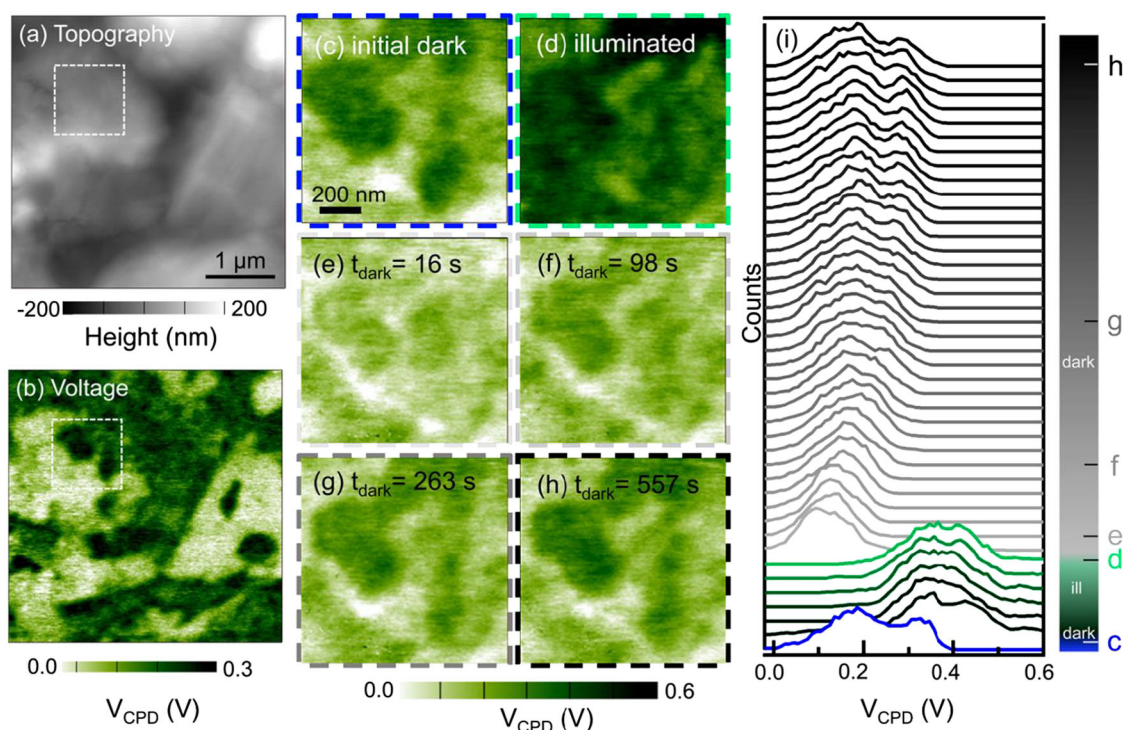 (a) Topography
1 μm
-200 200
Height (nm)
(b) Voltage
0.0 0.3
V_CPD (V)
(c) initial dark
200 nm
(d) illuminated
(e) t_dark = 16 s
(f) t_dark = 98 s
(g) t_dark = 263 s
(h) t_dark = 557 s
0.0 0.6
V_CPD (V)
(i)
Counts
0.0 0.2 0.4 0.6
V_CPD (V)
h
g
dark
f
e
d
ill
dark
c